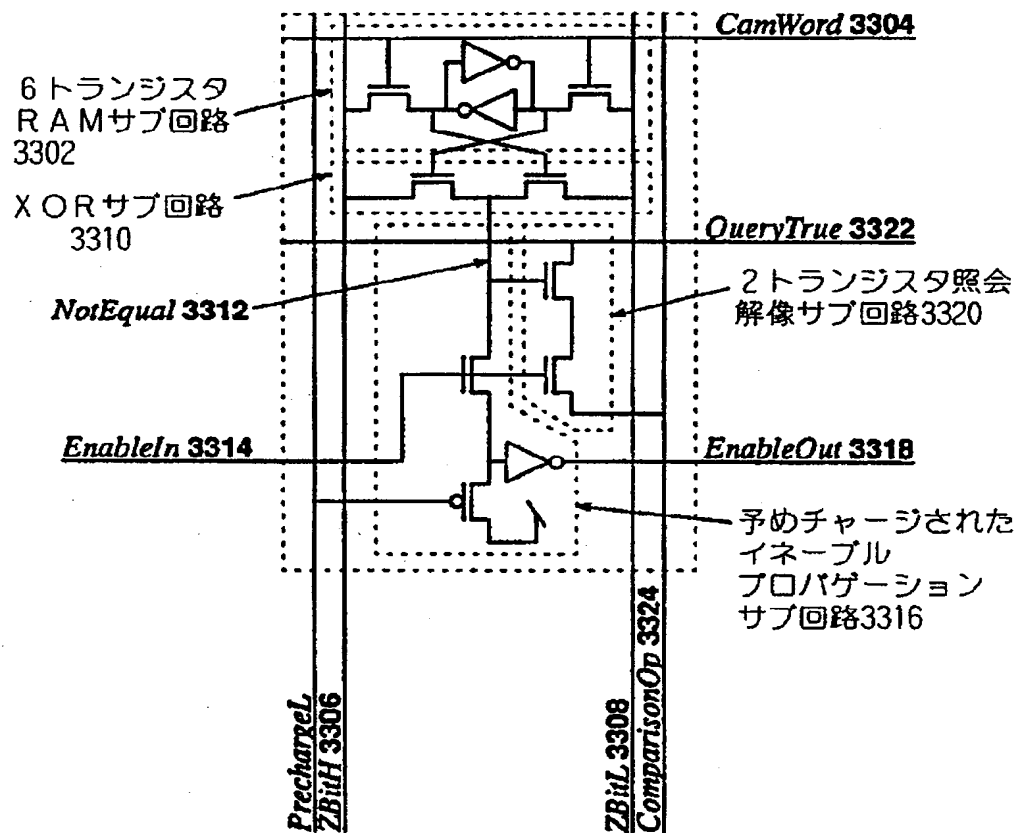 CamWord 3304
6トランジスタ
RAMサブ回路
3302
XORサブ回路
3310
QueryTrue 3322
NotEqual 3312
2トランジスタ照会
解像サブ回路3320
EnableIn 3314
EnableOut 3318
予めチャージされた
イネーブル
プロパゲーション
サブ回路3316
PrechargeL
ZBitH 3306
ZBitL 3308
ComparisonOp 3324